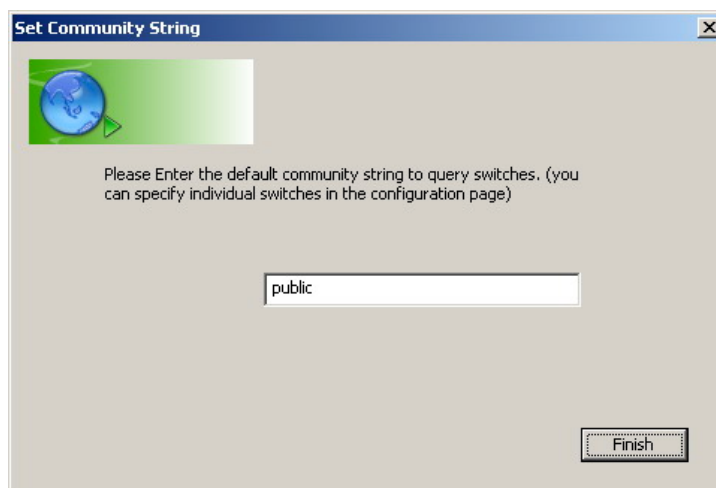 Set Community String
Please Enter the default community string to query switches. (you
can specify individual switches in the configuration page)
public
Finish